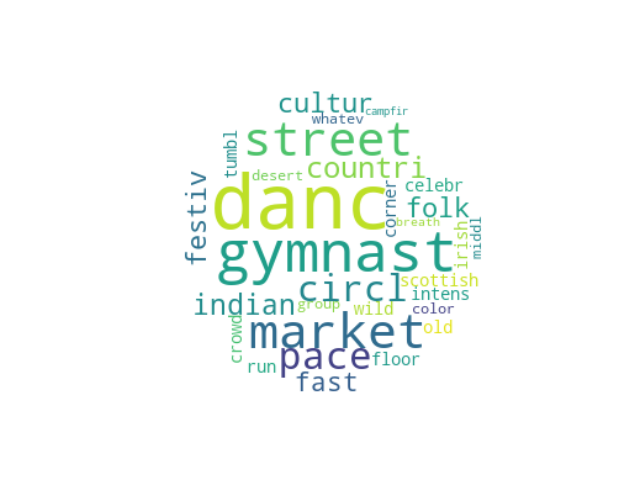 cultur
campfir
whatev
street
tumbl
countri
desert
danc
celebr
corner
folk
festiv
breath
irish
middl
gymnast
circl
scottish
intens
indian
group
wild
color
market
old
crowd
pace
floor
run
fast